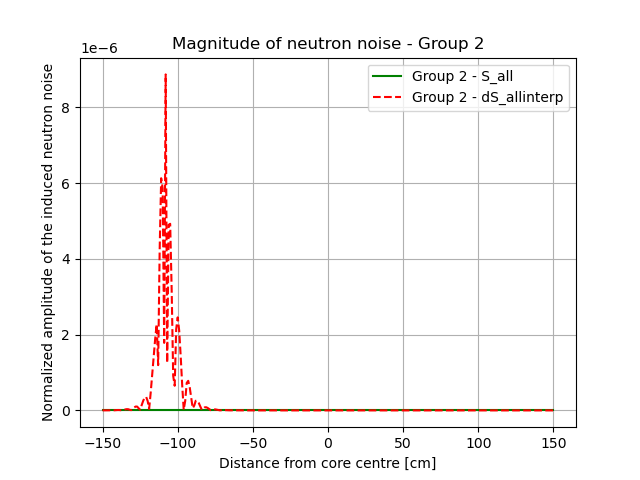 Magnitude of neutron noise - Group 2
1e−6
Normalized amplitude of the induced neutron noise
8
6
4
2
0
Group 2 - S_all
Group 2 - dS_allinterp
−150 −100 −50 0 50 100 150
Distance from core centre [cm]